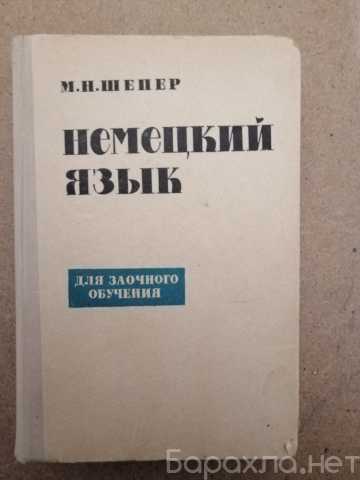 М.Н.ШЕПЕР
НЕМЕЦКИЙ
ЯЗЫК
ДЛЯ ЗАОЧНОГО
ОБУЧЕНИЯ
Барахла.нет